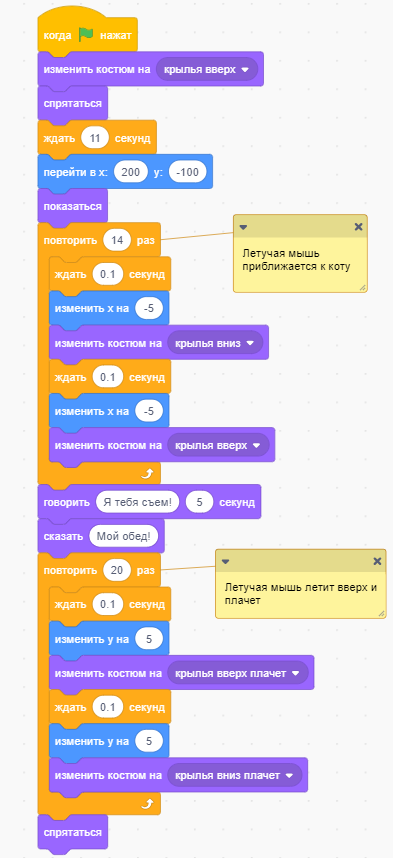 когда нажат
изменить костюм на крылья вверх
спрятаться
ждать 11 секунд
перейти в x: 200 y: -100
показаться
повторить 14 раз
Летучая мышь
приближается к коту
ждать 0.1 секунд
изменить x на -5
изменить костюм на крылья вниз
ждать 0.1 секунд
изменить x на -5
изменить костюм на крылья вверх
говорить Я тебя съем! 5 секунд
сказать Мой обед!
повторить 20 раз
Летучая мышь летит вверх и
плачет
ждать 0.1 секунд
изменить y на 5
изменить костюм на крылья вверх плачет
ждать 0.1 секунд
изменить y на 5
изменить костюм на крылья вниз плачет
спрятаться